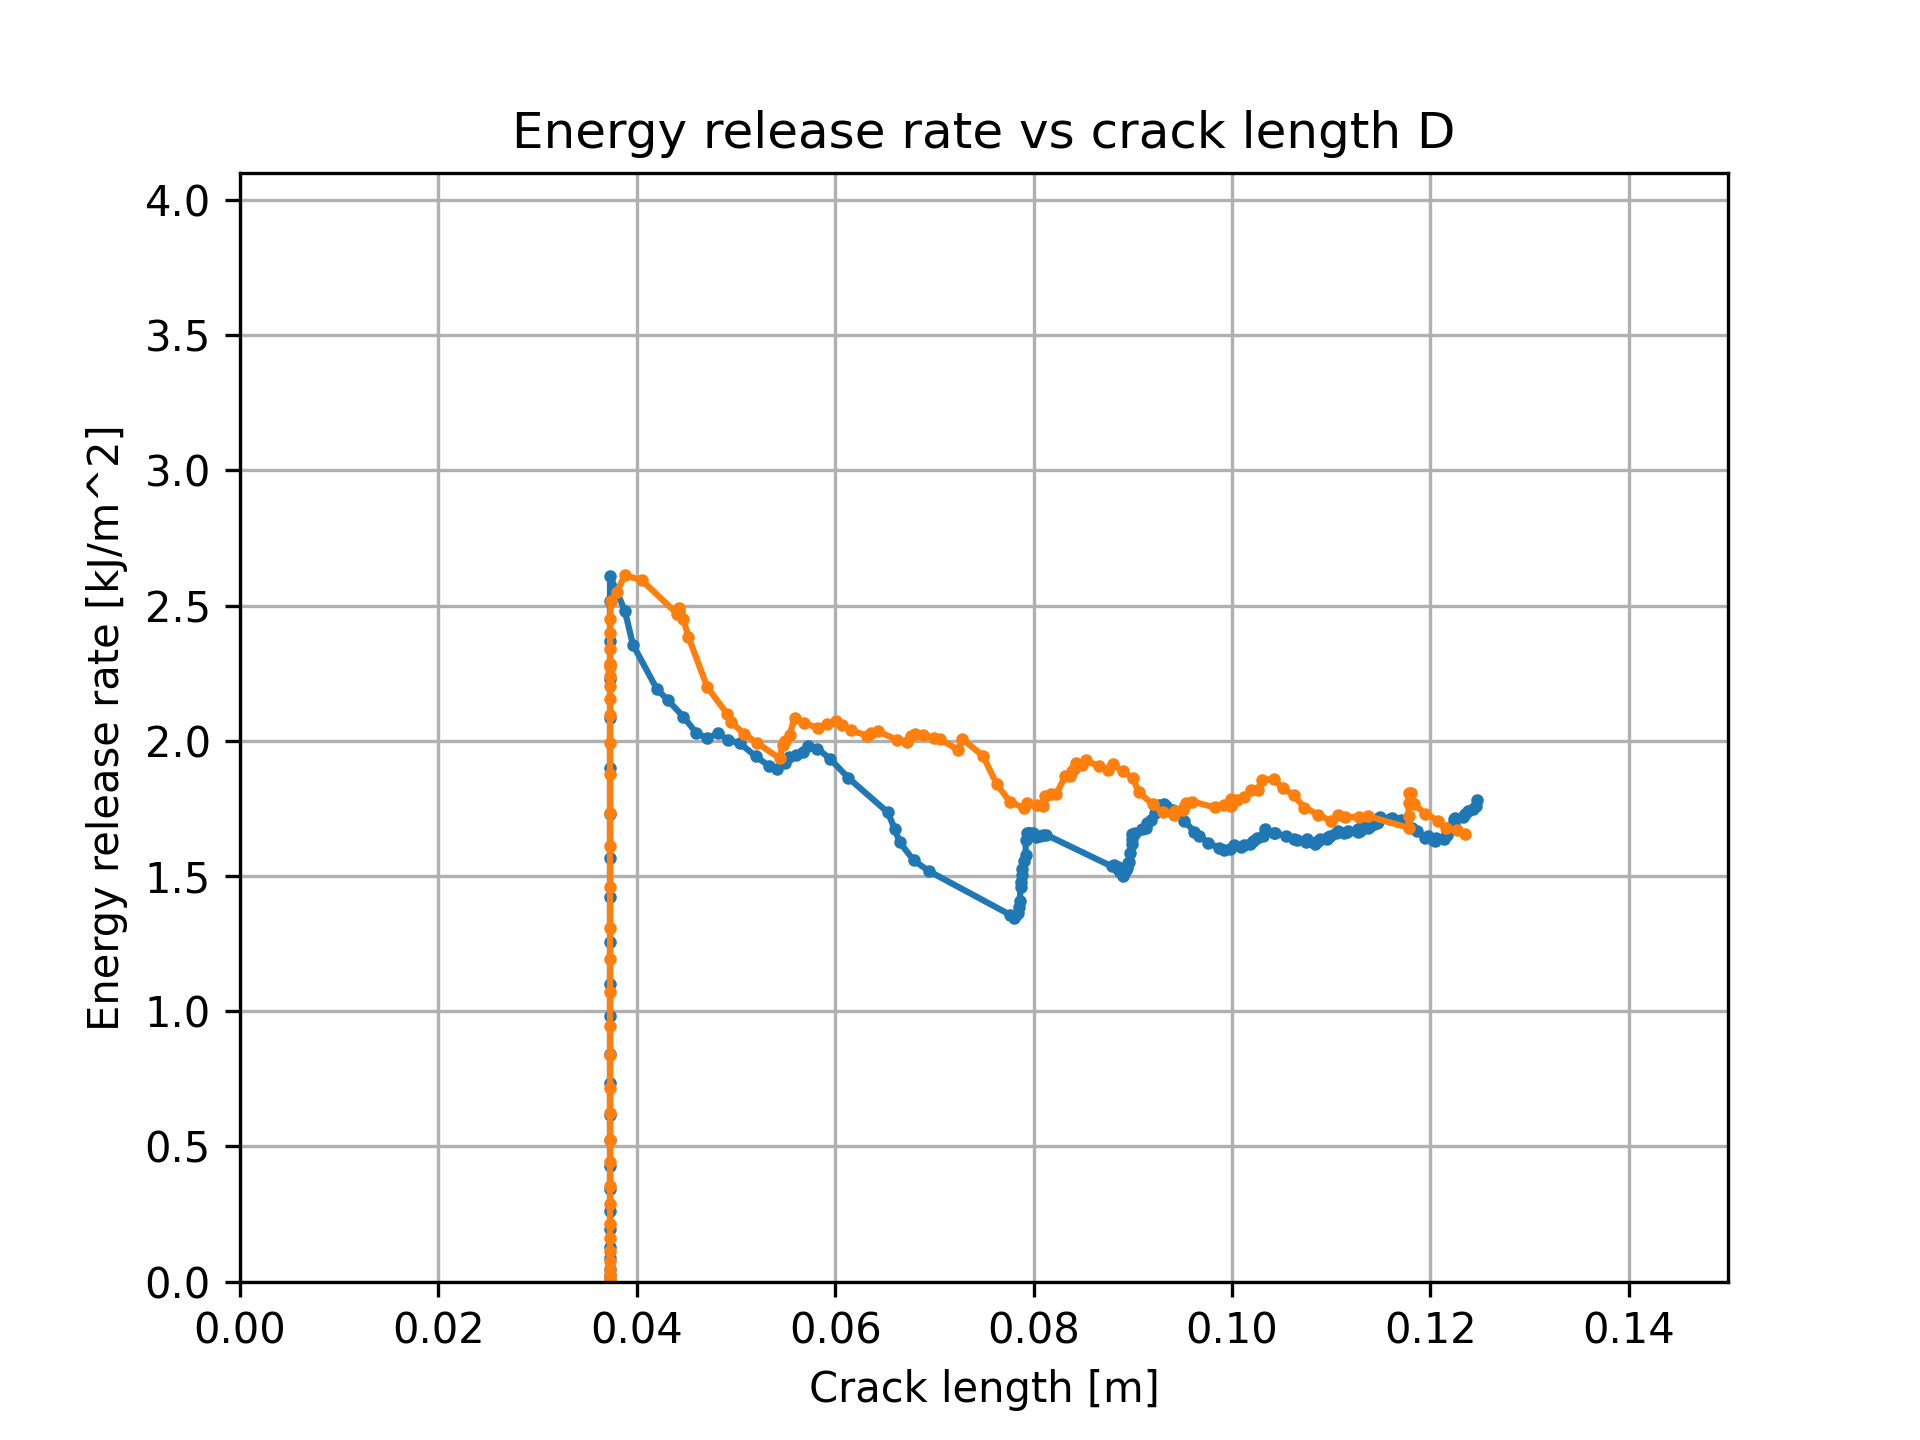 Energy release rate vs crack length D
4.0
3.5
3.0
2.5
2.0
1.5
1.0
0.5
0.0
Energy release rate [kJ/m^2]
0.00 0.02 0.04 0.06 0.08 0.10 0.12 0.14
Crack length [m]